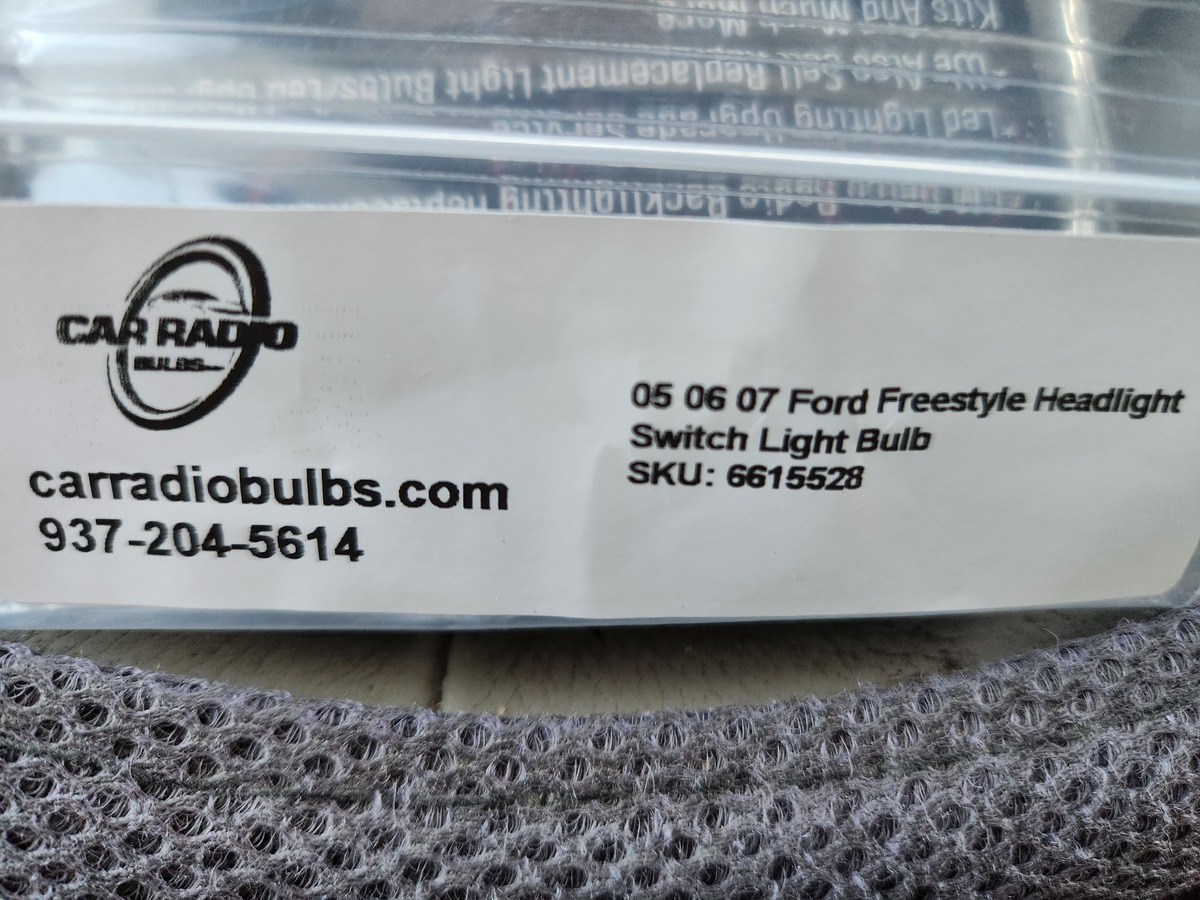 Kits And Much More
We Also Sell Replacement Light Bulbs/Led
*Led Lighting Upgrade Service
Radio Backlighting
CAR RADIO
BULBS
carradiobulbs.com
937-204-5614
05 06 07 Ford Freestyle Headlight
Switch Light Bulb
SKU: 6615528